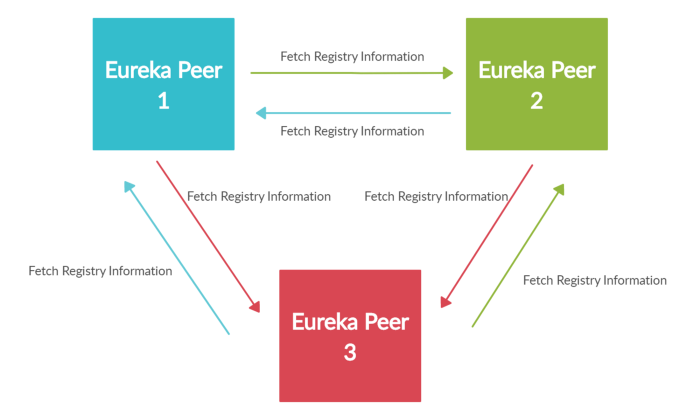 Eureka Peer
1
Fetch Registry Information
Eureka Peer
2
Fetch Registry Information
Fetch Registry Information
Fetch Registry Information
Fetch Registry Information
Fetch Registry Information
Eureka Peer
3